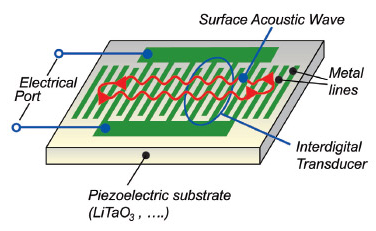 Surface Acoustic Wave
Electrical
Port
Metal
lines
Interdigital
Transducer
Piezoelectric substrate
(LiTaO₃ , ....)